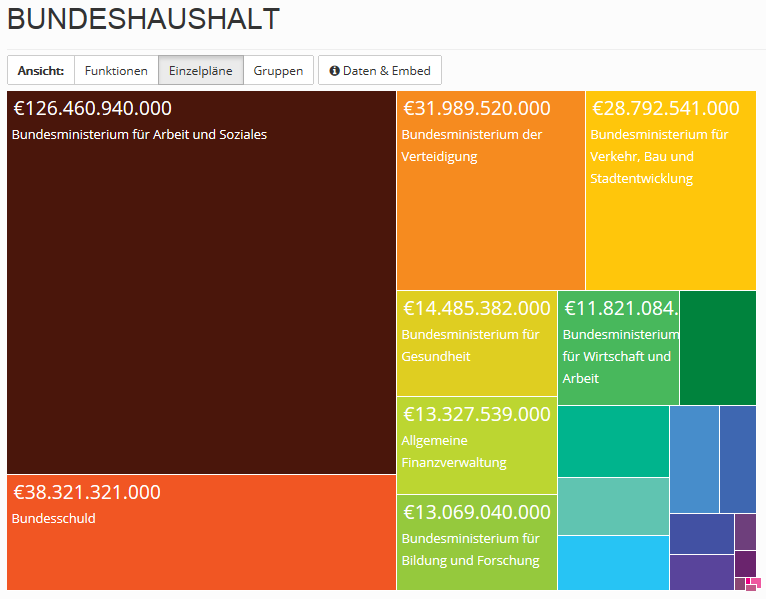 BUNDESHAUSHALT
Ansicht: Funktionen Einzelpläne Gruppen Daten & Embed
€126.460.940.000
Bundesministerium für Arbeit und Soziales
€31.989.520.000
Bundesministerium der
Verteidigung
€28.792.541.000
Bundesministerium für
Verkehr, Bau und
Stadtentwicklung
€14.485.382.000
Bundesministerium für
Gesundheit
€11.821.084.
Bundesministerium
für Wirtschaft und
Arbeit
€13.327.539.000
Allgemeine
Finanzverwaltung
€38.321.321.000
Bundesschuld
€13.069.040.000
Bundesministerium für
Bildung und Forschung